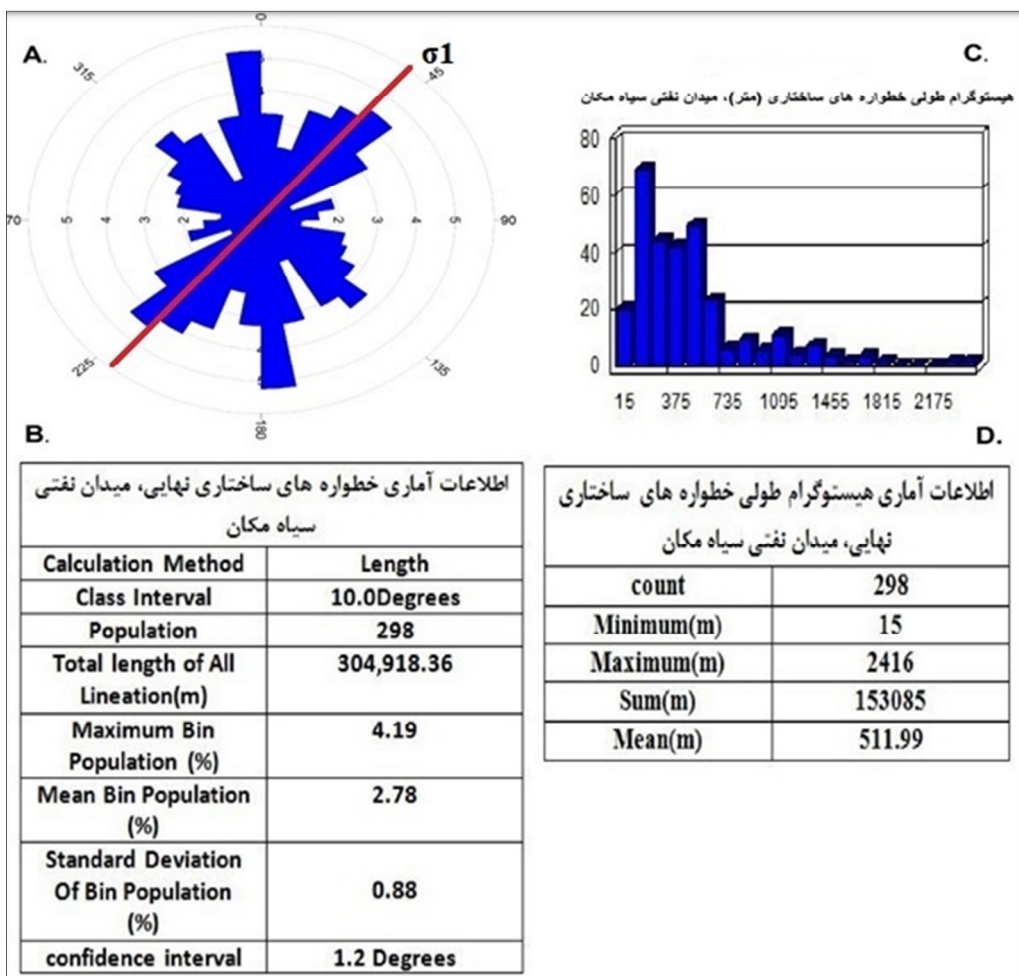 A.
0
σ1
45
90
135
180
225
70
315
5
4
3
2
2
3
4
5
C.
هیستوگرام طولی خطواره های ساختاری (متر)، میدان نفتی سیاه مکان
80
60
40
20
0
15 375 735 1095 1455 1815 2175
B.
اطلاعات آماری خطواره های ساختاری نهایی، میدان نفتی
سیاه مکان
Calculation Method Length
Class Interval 10.0Degrees
Population 298
Total length of All
Lineation(m) 304,918.36
Maximum Bin
Population (%) 4.19
Mean Bin Population
(%) 2.78
Standard Deviation
Of Bin Population
(%) 0.88
confidence interval 1.2 Degrees
D.
اطلاعات آماری هیستوگرام طولی خطواره های ساختاری
نهایی، میدان نفتی سیاه مکان
count 298
Minimum(m) 15
Maximum(m) 2416
Sum(m) 153085
Mean(m) 511.99